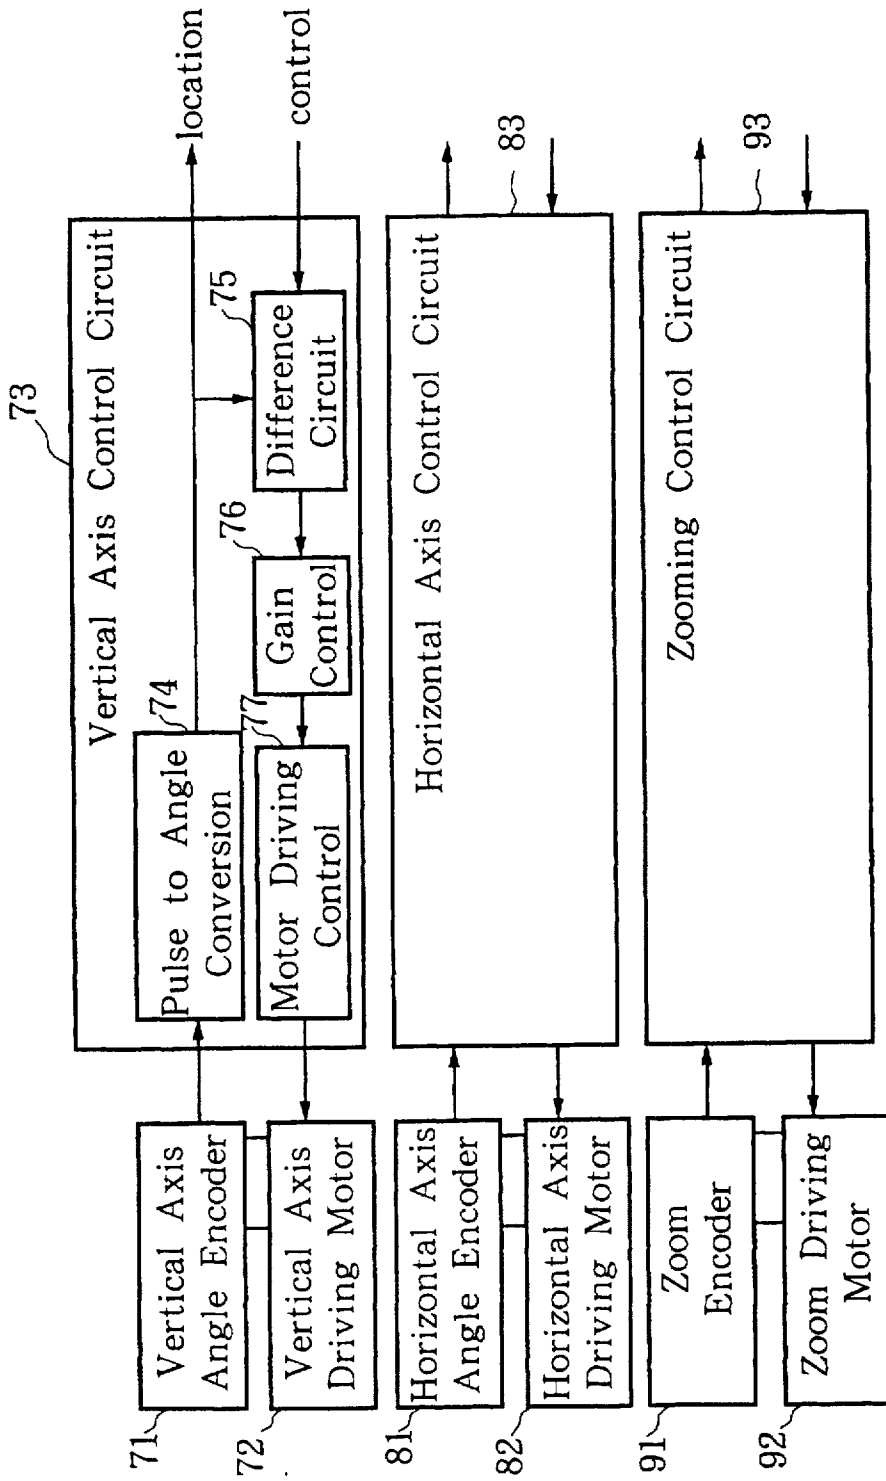 73
Vertical Axis Control Circuit
location
control
71
Vertical Axis
Angle Encoder
74
Pulse to Angle
Conversion
75
Difference
Circuit
76
Gain
Control
77
Motor Driving
Control
72
Vertical Axis
Driving Motor
81
Horizontal Axis
Angle Encoder
82
Horizontal Axis
Driving Motor
Horizontal Axis Control Circuit
83
91
Zoom
Encoder
92
Zoom Driving
Motor
Zooming Control Circuit
93